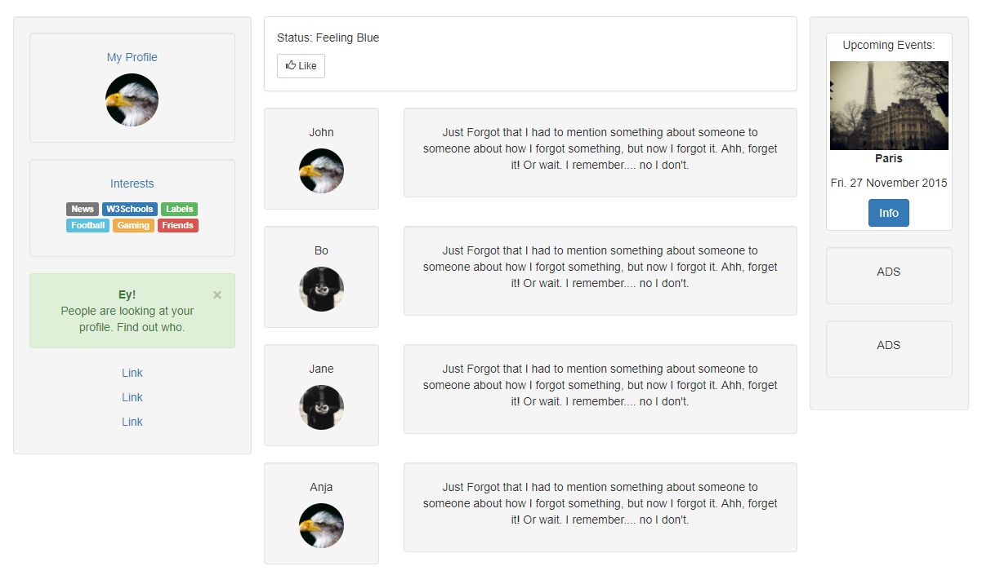 My Profile
Interests
News W3Schools Labels
Football Gaming Friends
Ey! ×
People are looking at your
profile. Find out who.
Link
Link
Link
Status: Feeling Blue
Like
John
Just Forgot that I had to mention something about someone to
someone about how I forgot something, but now I forgot it. Ahh, forget
it! Or wait. I remember.... no I don't.
Bo
Just Forgot that I had to mention something about someone to
someone about how I forgot something, but now I forgot it. Ahh, forget
it! Or wait. I remember.... no I don't.
Jane
Just Forgot that I had to mention something about someone to
someone about how I forgot something, but now I forgot it. Ahh, forget
it! Or wait. I remember.... no I don't.
Anja
Just Forgot that I had to mention something about someone to
someone about how I forgot something, but now I forgot it. Ahh, forget
it! Or wait. I remember.... no I don't.
Upcoming Events:
Paris
Fri. 27 November 2015
Info
ADS
ADS